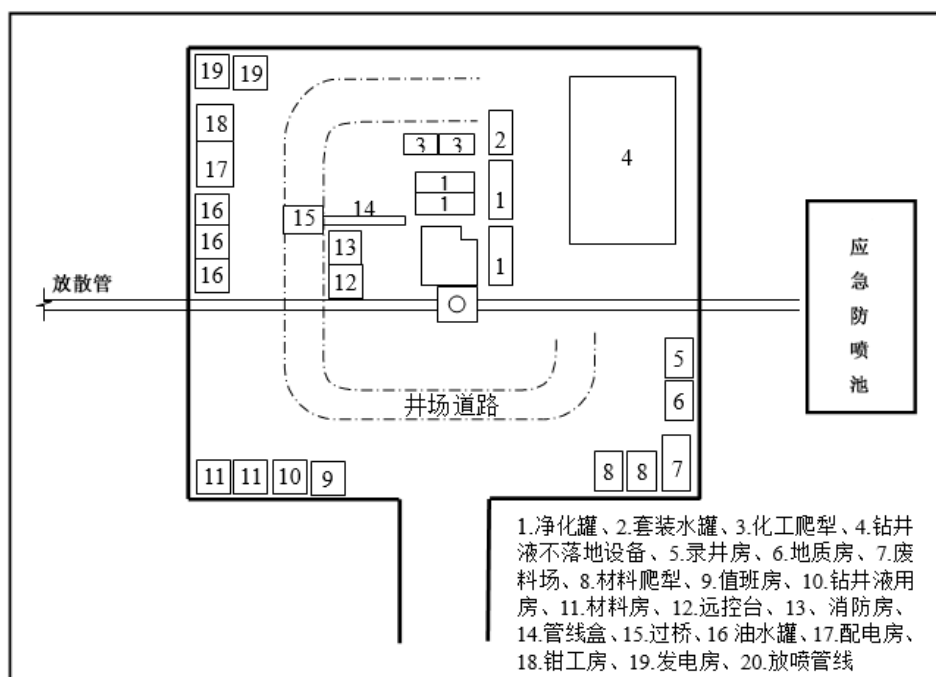 19 19
18
3 3
2
4
17
1
1
1
16
15
14
16
13
1
16
12
放散管
应急防喷池
5
6
井场道路
11 11 10 9
8 8 7
1.净化罐、2.套装水罐、3.化工爬犁、4.钻井
液不落地设备、5.录井房、6.地质房、7.废
料场、8.材料爬犁、9.值班房、10.钻井液用
房、11.材料房、12.远控台、13、消防房、
14.管线盒、15.过桥、16 油水罐、17.配电房、
18.钳工房、19.发电房、20.放喷管线